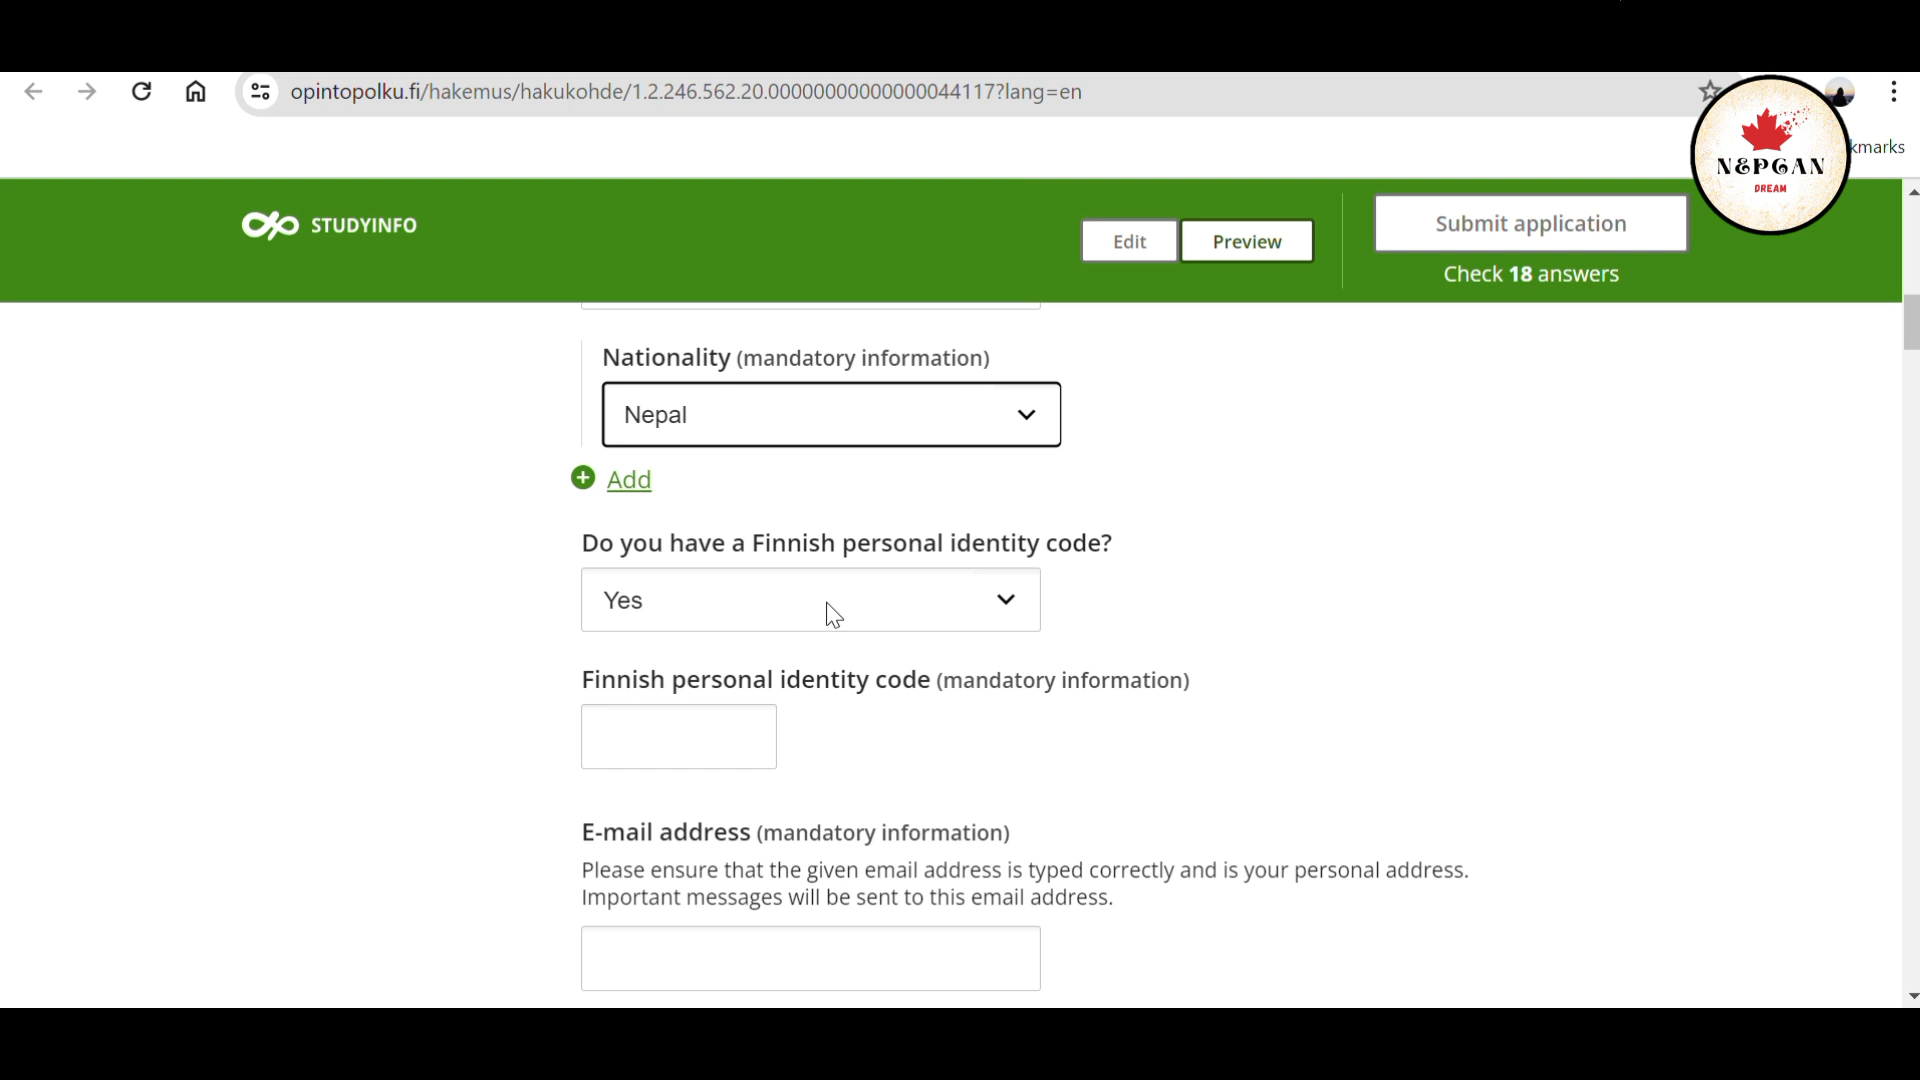 opintopolku.fi/hakemus/hakukohde/1.2.246.562.20.00000000000000044117?lang=en
kmarks
NEPCAN
DREAM
STUDYINFO
Edit
Preview
Submit application
Check 18 answers
Nationality (mandatory information)
Nepal
Add
Do you have a Finnish personal identity code?
Yes
Finnish personal identity code (mandatory information)
E-mail address (mandatory information)
Please ensure that the given email address is typed correctly and is your personal address.
Important messages will be sent to this email address.